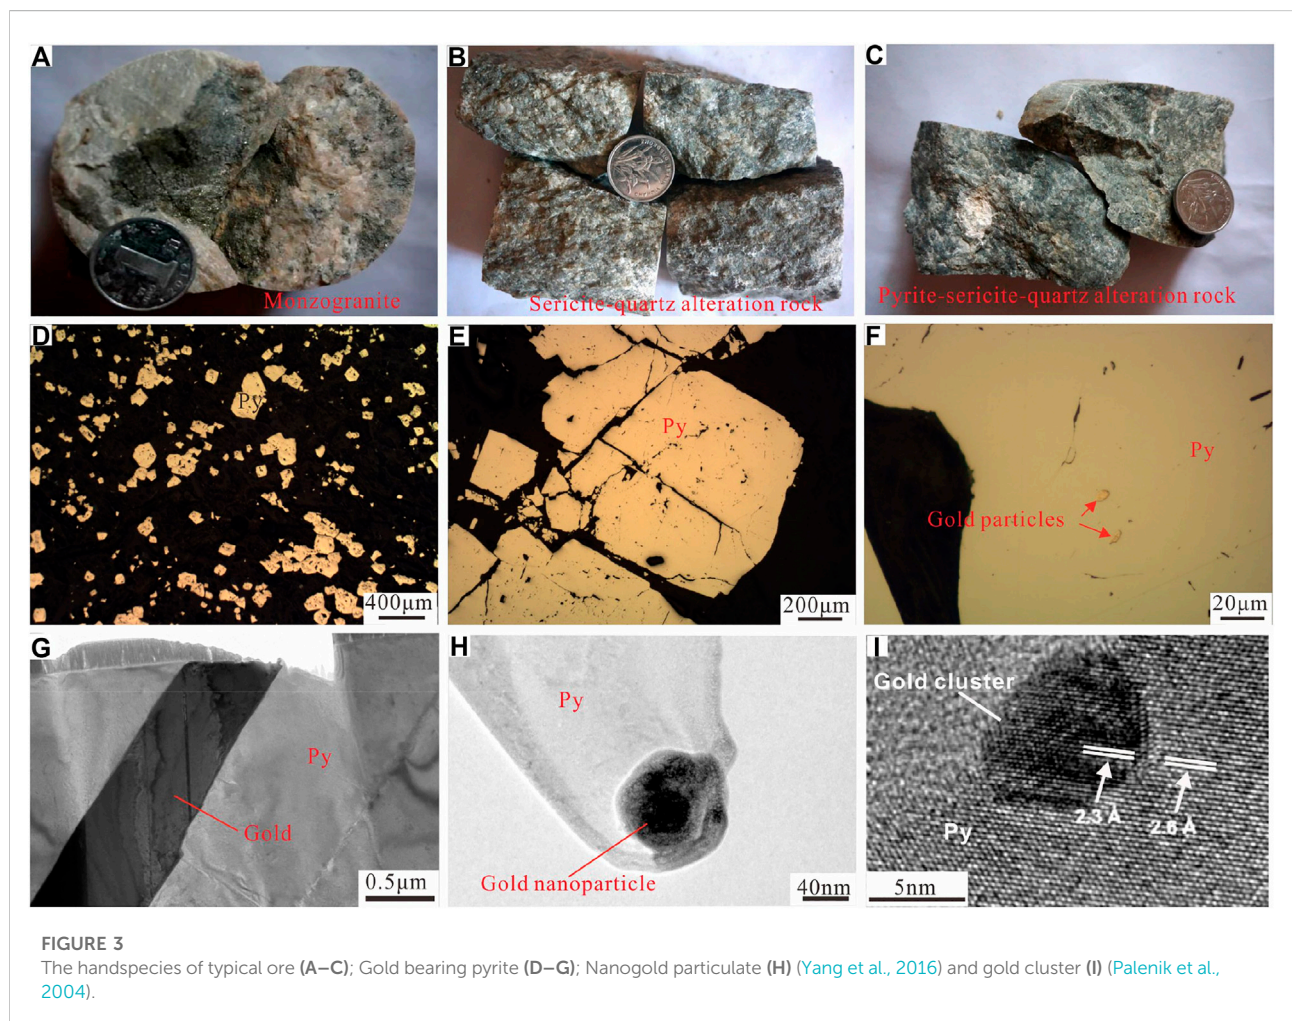 A
B
C
Monzogranite
Sericite-quartz alteration rock
Pyrite-sericite-quartz alteration rock
D
E
F
Py
Py
Py
Gold particles
400μm
200μm
20μm
G
H
I
Gold cluster
Py
Py
Gold
2.3 Å
2.6 Å
Py
Gold nanoparticle
0.5μm
40nm
5nm
FIGURE 3
The handspecies of typical ore (A–C); Gold bearing pyrite (D–G); Nanogold particulate (H) (Yang et al., 2016) and gold cluster (I) (Palenik et al.,
2004).